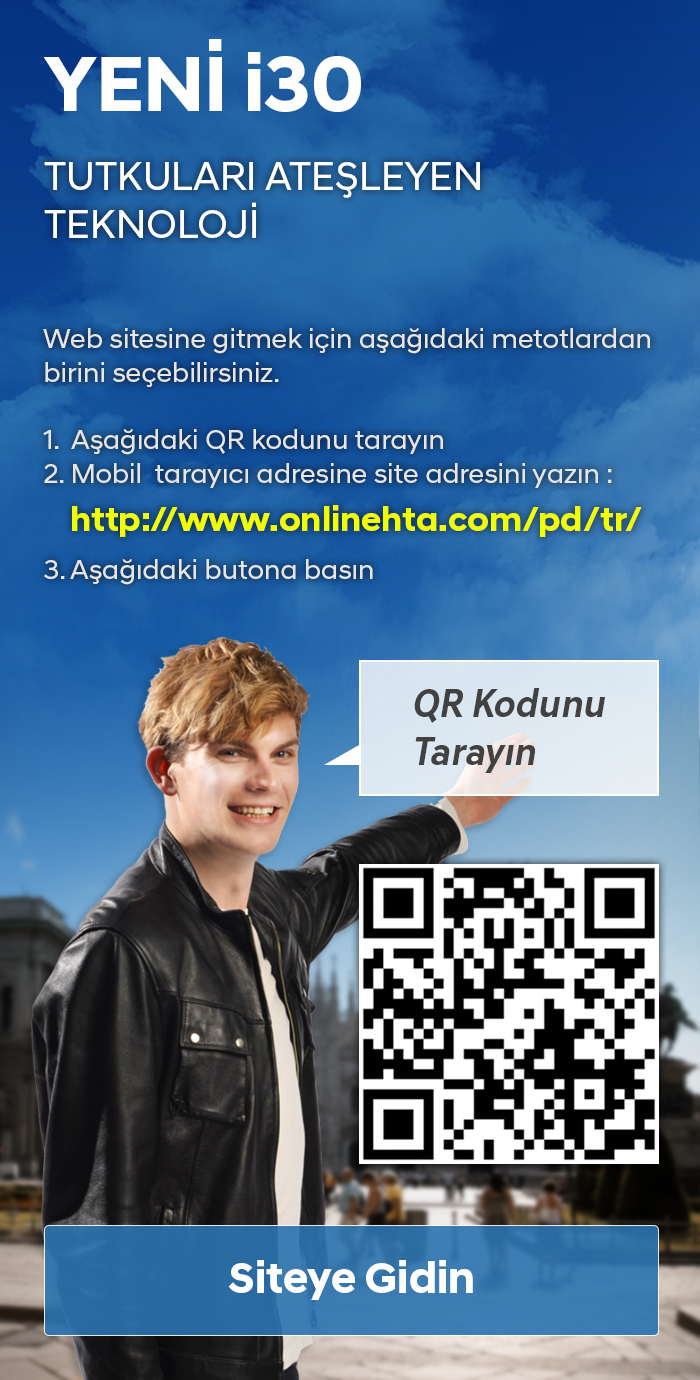 YENİ i30
TUTKULARI ATEŞLEYEN
TEKNOLOJİ
Web sitesine gitmek için aşağıdaki metotlardan
birini seçebilirsiniz.
1. Aşağıdaki QR kodunu tarayın
2. Mobil tarayıcı adresine site adresini yazın :
http://www.onlinehta.com/pd/tr/
3. Aşağıdaki butona basın
QR Kodunu
Tarayın
Siteye Gidin